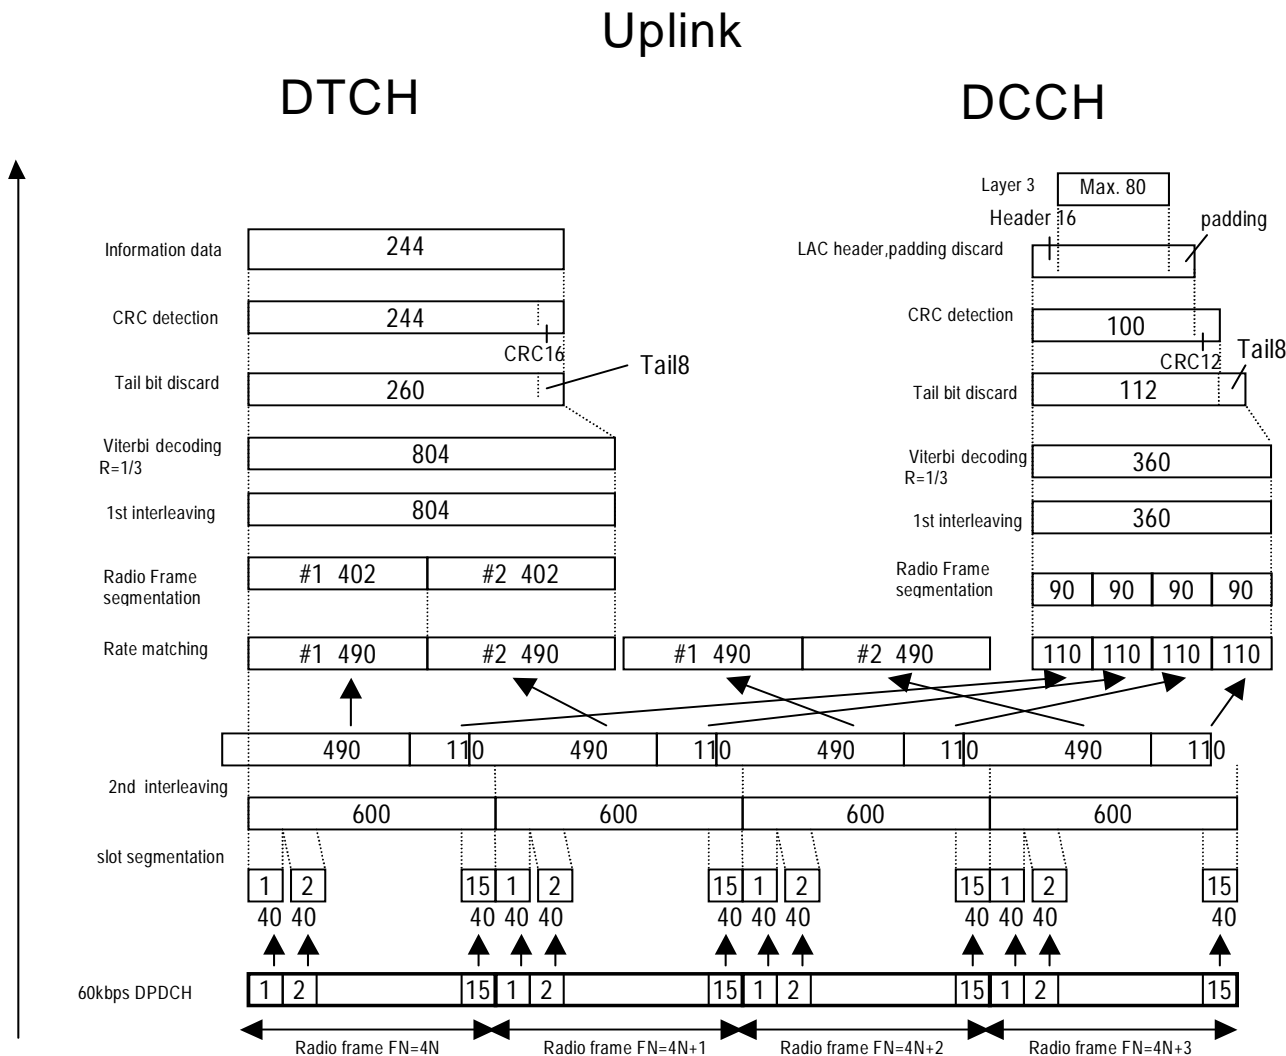 Uplink
DTCH
DCCH
Layer 3
Max. 80
Header 16
padding
Information data
244
LAC header,padding discard
CRC detection
244
CRC16
CRC detection
100
CRC12
Tail8
Tail8
Tail bit discard
260
Tail bit discard
112
Viterbi decoding
R=1/3
804
Viterbi decoding
R=1/3
360
1st interleaving
804
1st interleaving
360
Radio Frame
segmentation
#1 402
#2 402
Radio Frame
segmentation
90 90 90 90
Rate matching
#1 490
#2 490
#1 490
#2 490
110 110 110 110
490 110 490 110 490 110 490 110
2nd interleaving
600 600 600 600
slot segmentation
1 2 15 1 2 15 1 2 15 1 2 15
40 40 40 40 40 40 40 40 40 40 40 40
60kbps DPDCH
1 2 15 1 2 15 1 2 15 1 2 15
Radio frame FN=4N
Radio frame FN=4N+1
Radio frame FN=4N+2
Radio frame FN=4N+3